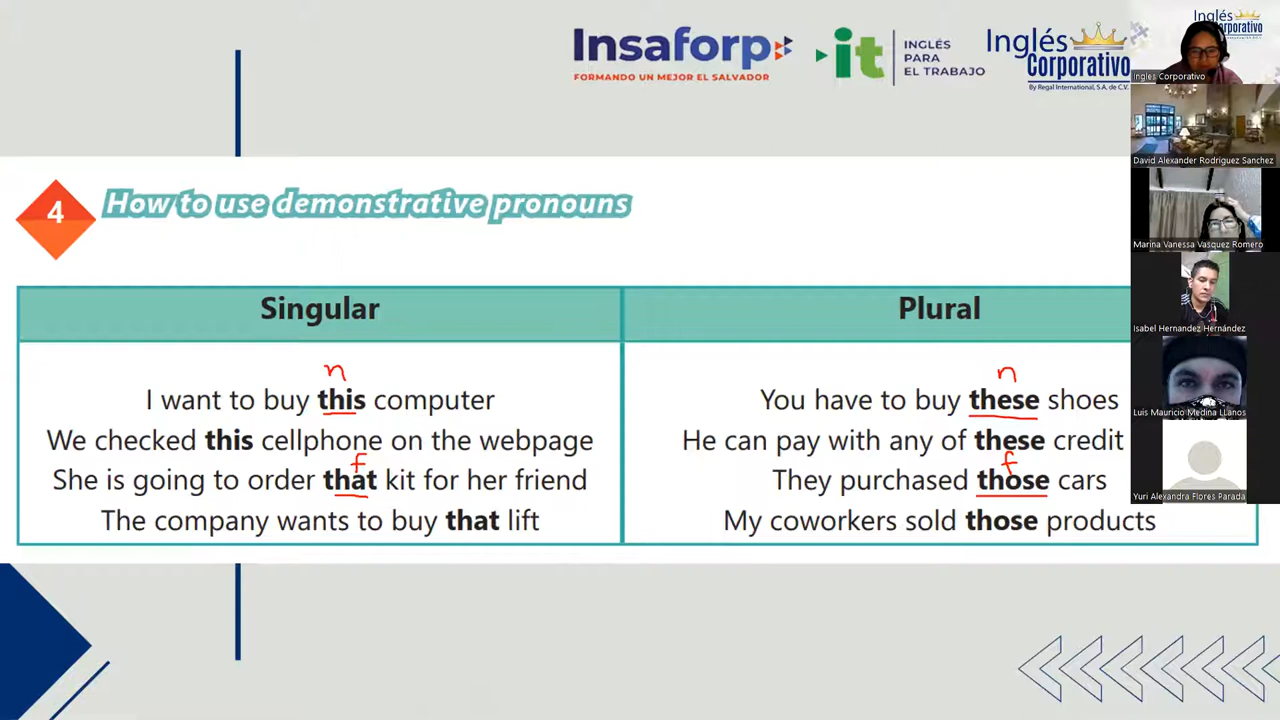 Insaforp
FORMANDO UN MEJOR EL SALVADOR
it
INGLÉS
PARA
EL TRABAJO
Inglés
Corporativo
By Regal International, S.A. de C.V.
Inglés
Corporativo
Ingles Corporativo
David Alexander Rodriguez Sanchez
Marina Vanessa Vasquez Romero
Isabel Hernandez Hernández
Luis Mauricio Medina LLanos
Yuri Alexandra Flores Parada
4
How to use demonstrative pronouns
Singular
n
I want to buy this computer
We checked this cellphone on the webpage
f
She is going to order that kit for her friend
The company wants to buy that lift
Plural
n
You have to buy these shoes
He can pay with any of these credit
f
They purchased those cars
My coworkers sold those products